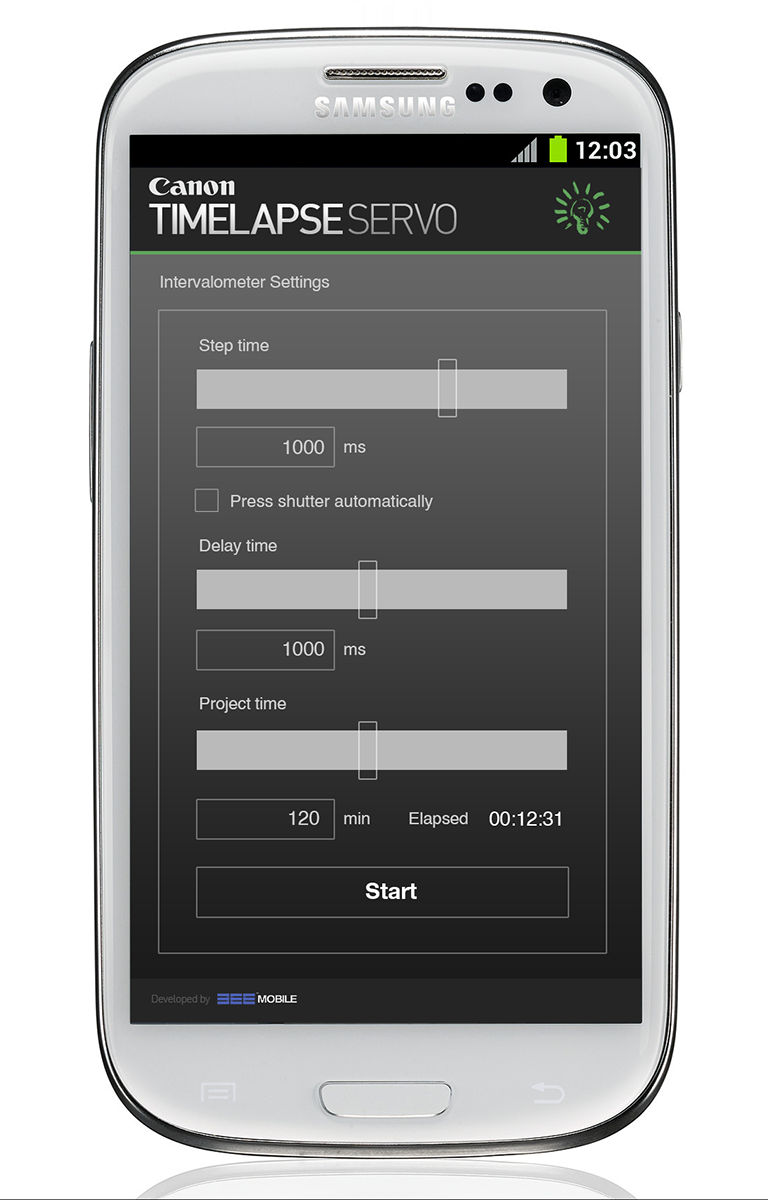 SAMSUNG
12:03
Canon
TIMELAPSE SERVO
Intervalometer Settings
Step time
1000 ms
Press shutter automatically
Delay time
1000 ms
Project time
120 min Elapsed 00:12:31
Start
Developed by BEE MOBILE